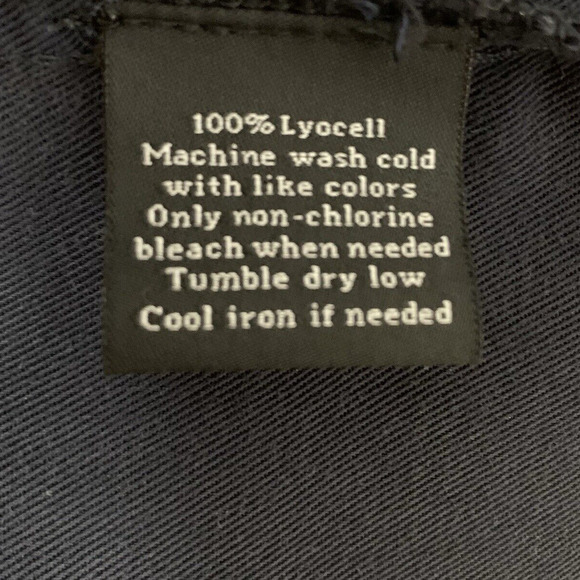 100% Lyocell
Machine wash cold
with like colors
Only non-chlorine
bleach when needed
Tumble dry low
Cool iron if needed